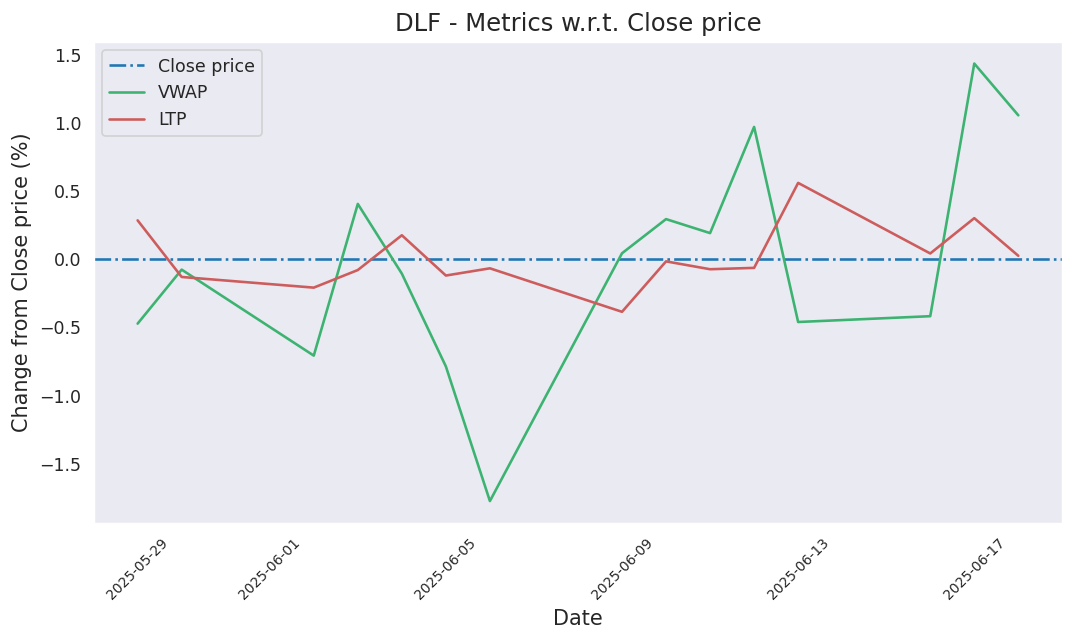 DLF - Metrics w.r.t. Close price
Close price
VWAP
LTP
Change from Close price (%)
1.5
1.0
0.5
0.0
−0.5
−1.0
−1.5
2025-05-29
2025-06-01
2025-06-05
2025-06-09
2025-06-13
2025-06-17
Date